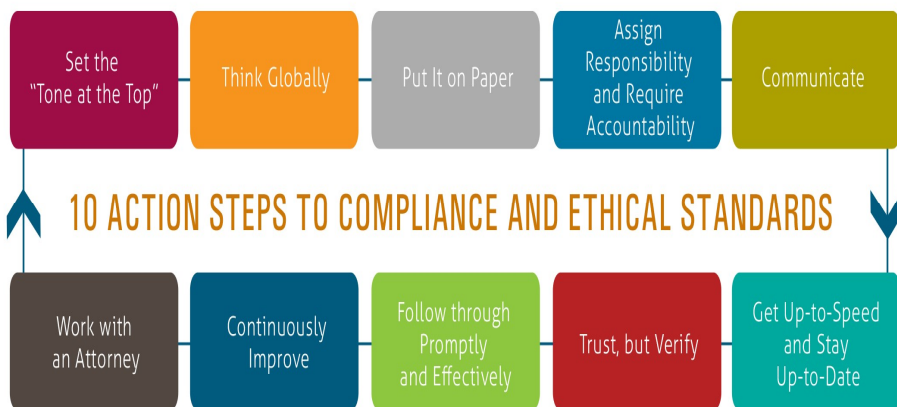 Set the
“Tone at the Top”
Think Globally
Put It on Paper
Assign
Responsibility
and Require
Accountability
Communicate
10 ACTION STEPS TO COMPLIANCE AND ETHICAL STANDARDS
Work with
an Attorney
Continuously
Improve
Follow through
Promptly
and Effectively
Trust, but Verify
Get Up-to-Speed
and Stay
Up-to-Date